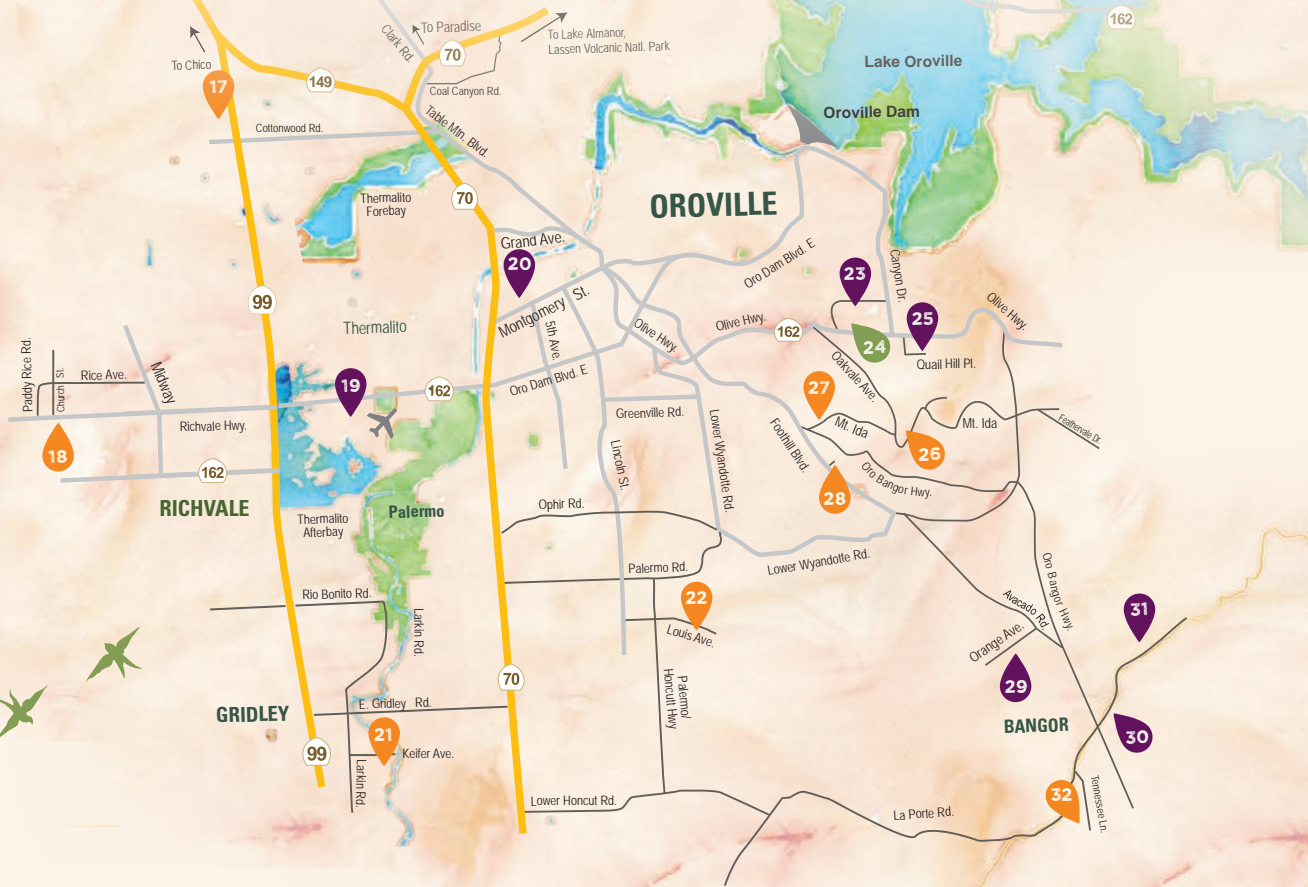 162
To Paradise
Clark Rd.
To Lake Almanor,
Lassen Volcanic Natl. Park
70
To Chico
Lake Oroville
149
17
Coal Canyon Rd.
Oroville Dam
Table Mtn. Blvd.
Cottonwood Rd.
70
Thermalito
Forebay
OROVILLE
Grand Ave.
20
Oro Dam Blvd. E
23
Canyon Dr.
99
Montgomery St.
25
Olive Hwy.
Thermalito
5th Ave.
Olive Hwy.
Olive Hwy.
162
24
Quail Hill Pl.
Paddy Rice Rd.
Church St.
Rice Ave.
Midway
19
162
Oro Dam Blvd. E
Oakvale Ave.
27
Richvale Hwy.
Greenville Rd.
Lower Wyandotte Rd.
Foothill Blvd.
Mt. Ida
Mt. Ida
Feathervale Dr.
18
162
Lincoln St.
26
Oro Bangor Hwy.
28
RICHVALE
Palermo
Thermalito
Afterbay
Ophir Rd.
Lower Wyandotte Rd.
Palermo Rd.
Rio Bonito Rd.
Larkin Rd.
22
Louis Ave.
Oro Bangor Hwy.
Avacado Rd.
Orange Ave.
31
29
70
Palermo/
Honcutt Hwy
GRIDLEY
E. Gridley Rd.
BANGOR
30
21
99
Keifer Ave.
Larkin Rd.
Lower Honcut Rd.
32
Tennessee Ln.
La Porte Rd.